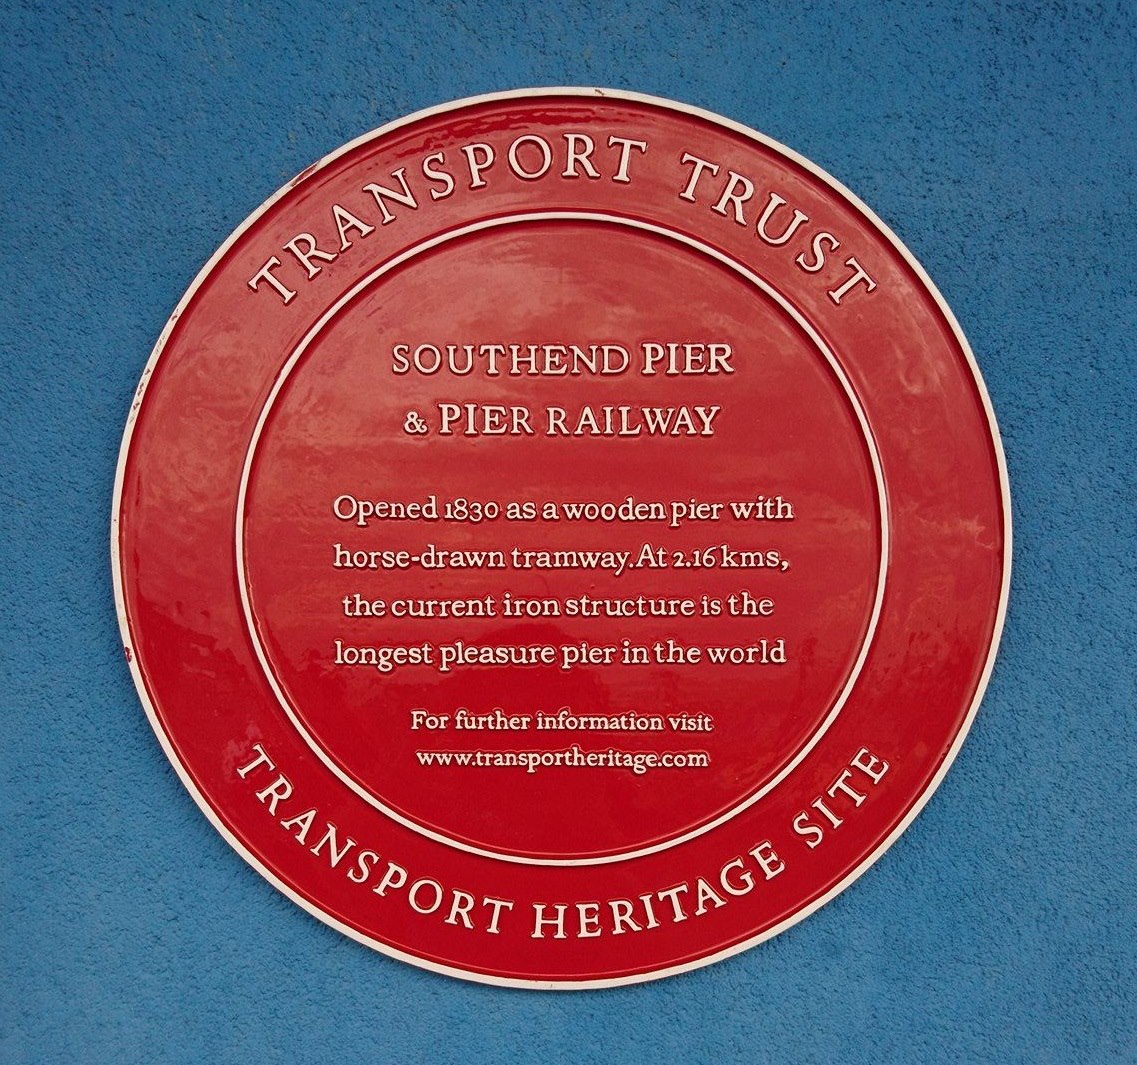 TRANSPORT TRUST
SOUTHEND PIER
& PIER RAILWAY
Opened 1830 as a wooden pier with
horse-drawn tramway. At 2.16 kms,
the current iron structure is the
longest pleasure pier in the world
For further information visit
www.transportheritage.com
TRANSPORT HERITAGE SITE